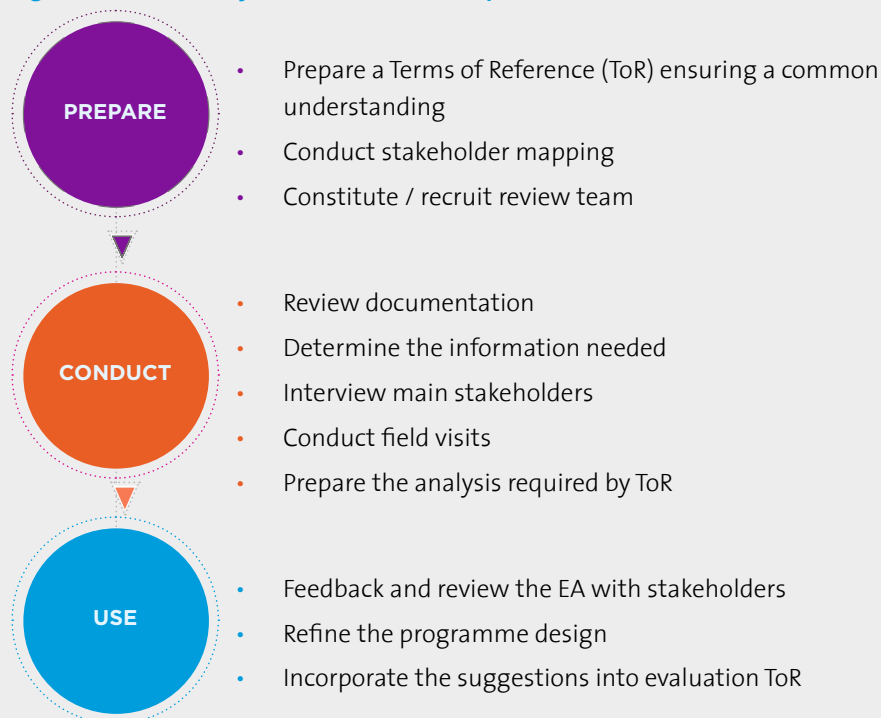 PREPARE
• Prepare a Terms of Reference (ToR) ensuring a common
understanding
• Conduct stakeholder mapping
• Constitute / recruit review team
CONDUCT
• Review documentation
• Determine the information needed
• Interview main stakeholders
• Conduct field visits
• Prepare the analysis required by ToR
USE
• Feedback and review the EA with stakeholders
• Refine the programme design
• Incorporate the suggestions into evaluation ToR